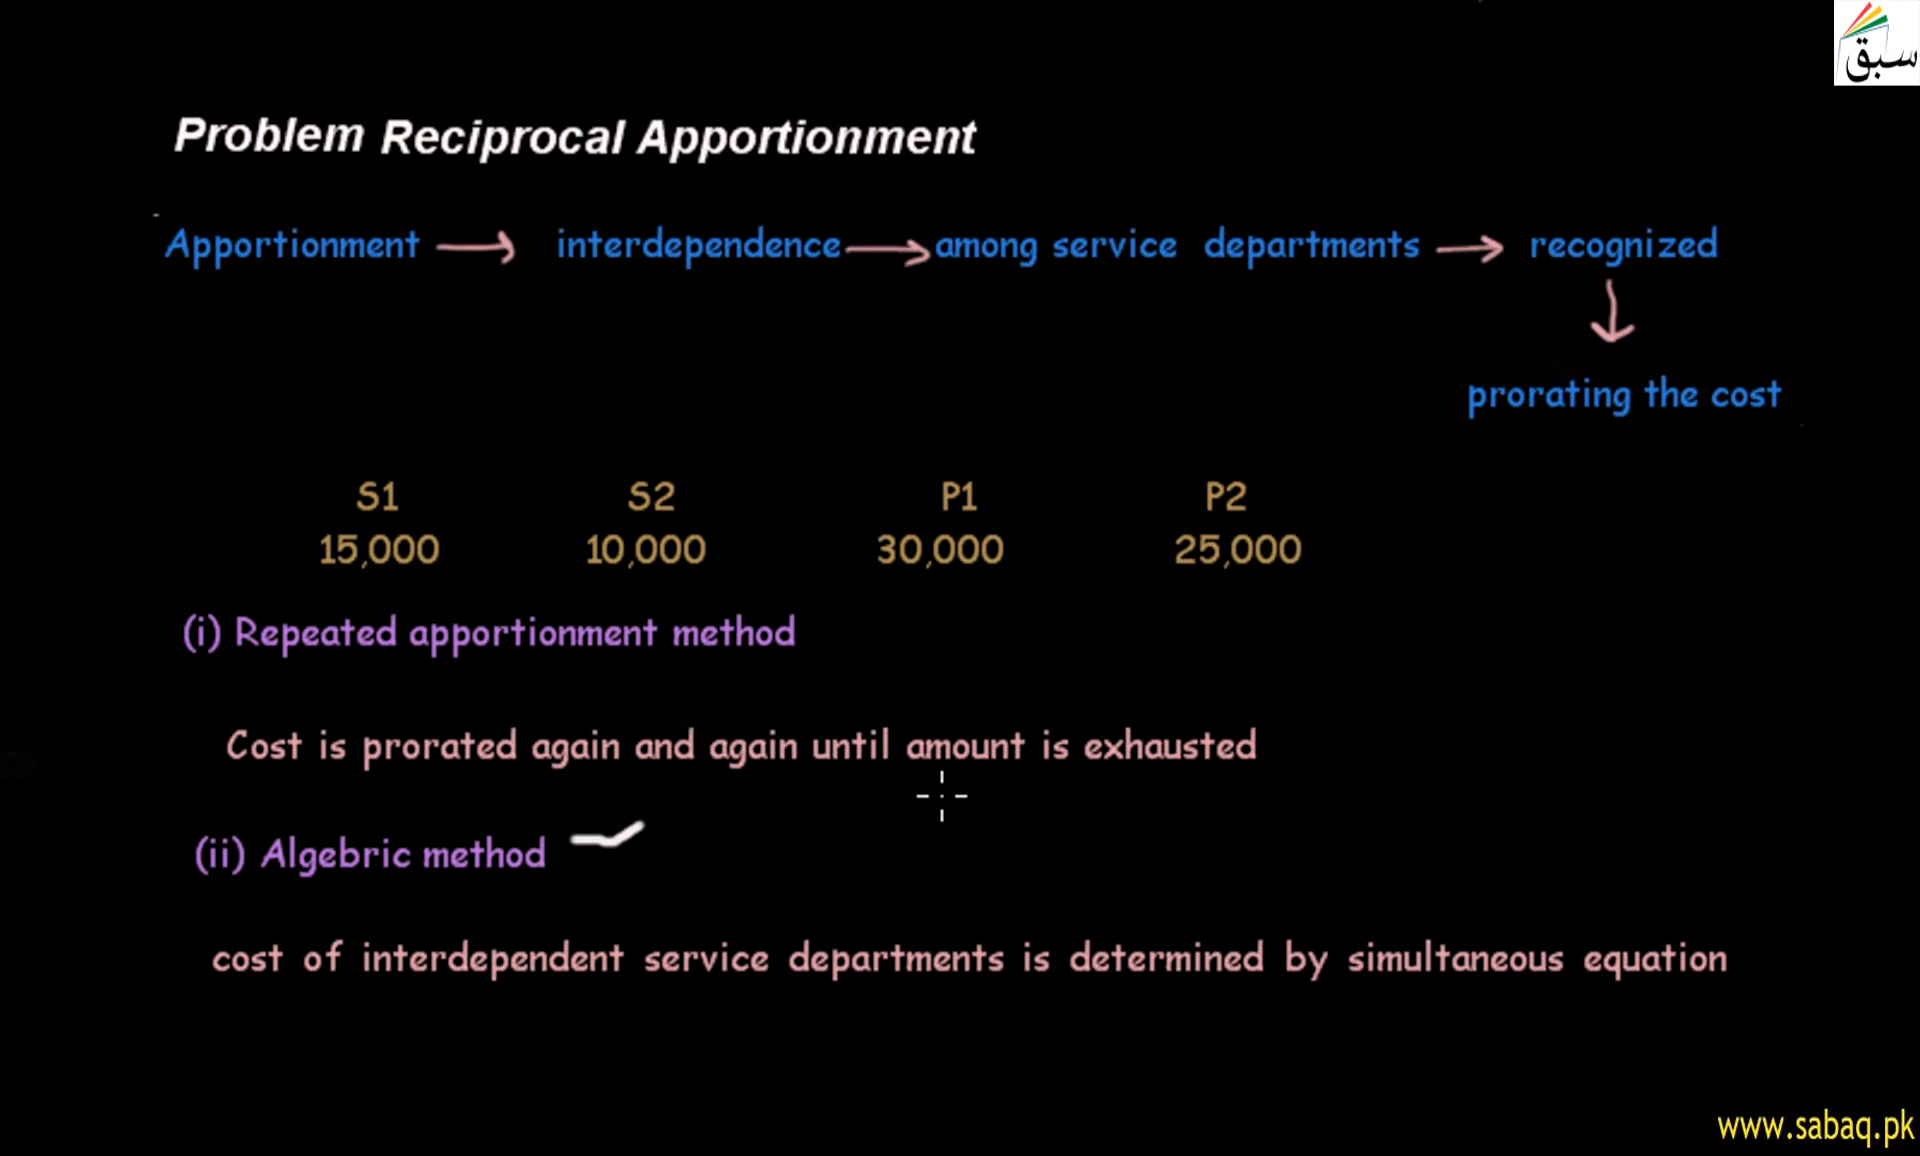 سبق
Problem Reciprocal Apportionment
Apportionment → interdependence → among service departments → recognized
↓
prorating the cost
S1 S2 P1 P2
15,000 10,000 30,000 25,000
(i) Repeated apportionment method
Cost is prorated again and again until amount is exhausted
(ii) Algebric method
cost of interdependent service departments is determined by simultaneous equation
www.sabaq.pk